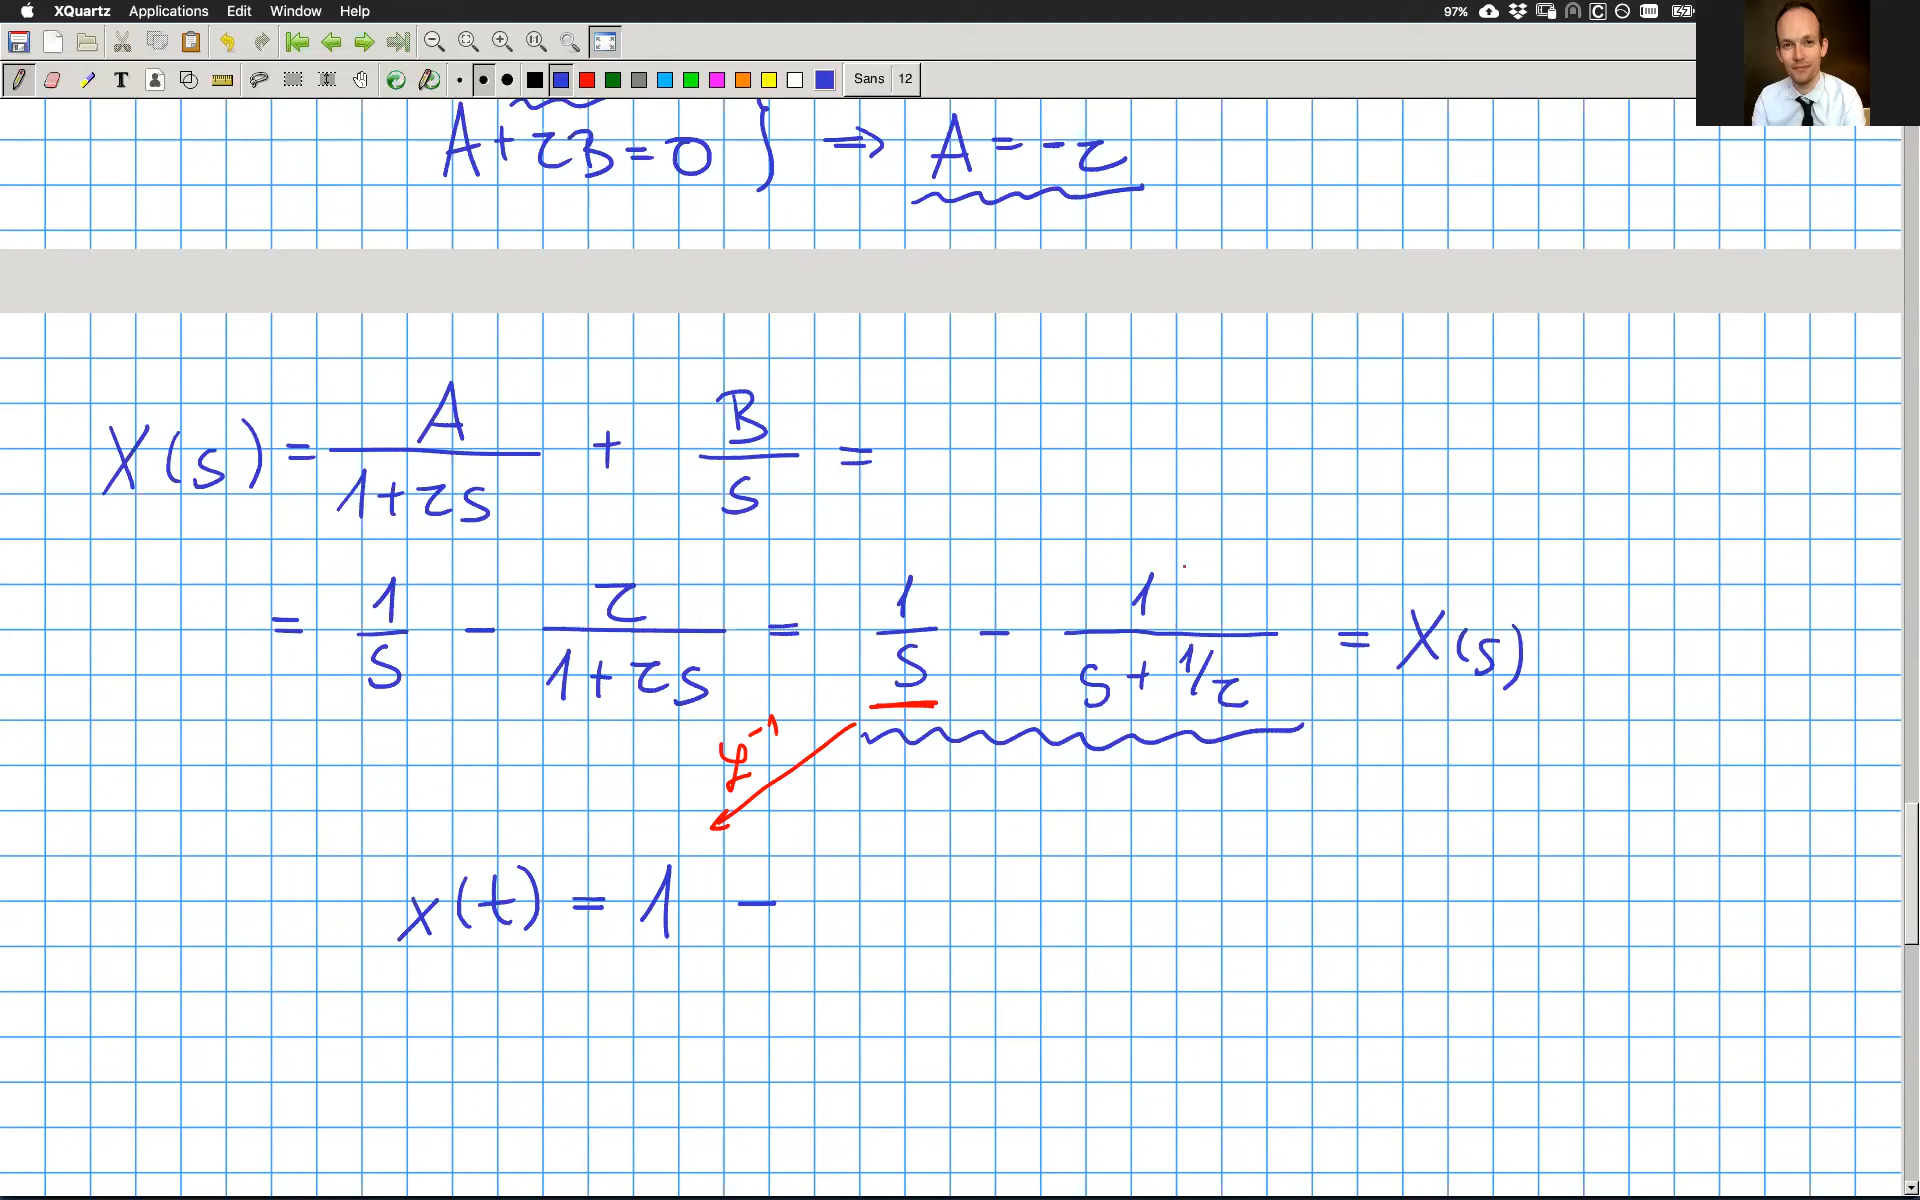 XQuartz Applications Edit Window Help 97%
Sans 12
A + τB = 0 } ⇒ A = -τ
X(s) = A/(1+τs) + B/s =
= 1/s - τ/(1+τs) = 1/s - 1/(s + 1/τ) = X(s)
ℒ⁻¹
x(t) = 1 -